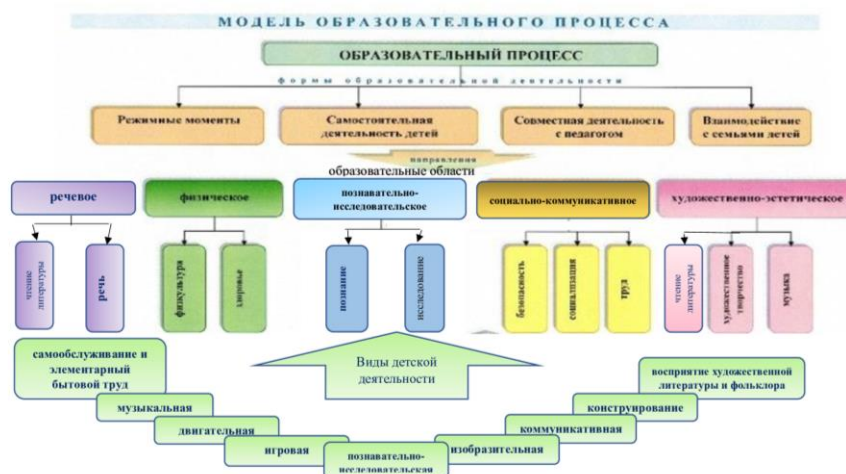 МОДЕЛЬ ОБРАЗОВАТЕЛЬНОГО ПРОЦЕССА
ОБРАЗОВАТЕЛЬНЫЙ ПРОЦЕСС
формы образовательной деятельности
Режимные моменты
Самостоятельная
деятельность детей
Совместная деятельность
с педагогом
Взаимодействие
с семьями детей
направления
образовательные области
речевое
физическое
познавательно-
исследовательское
социально-коммуникативное
художественно-эстетическое
чтение
литературы
речь
физкультура
здоровье
познание
исследование
безопасность
социализация
труд
чтение
литературы
художественное
творчество
музыка
Виды детской
деятельности
самообслуживание и
элементарный
бытовой труд
музыкальная
двигательная
игровая
познавательно-
исследовательская
изобразительная
коммуникативная
конструирование
восприятие художественной
литературы и фольклора